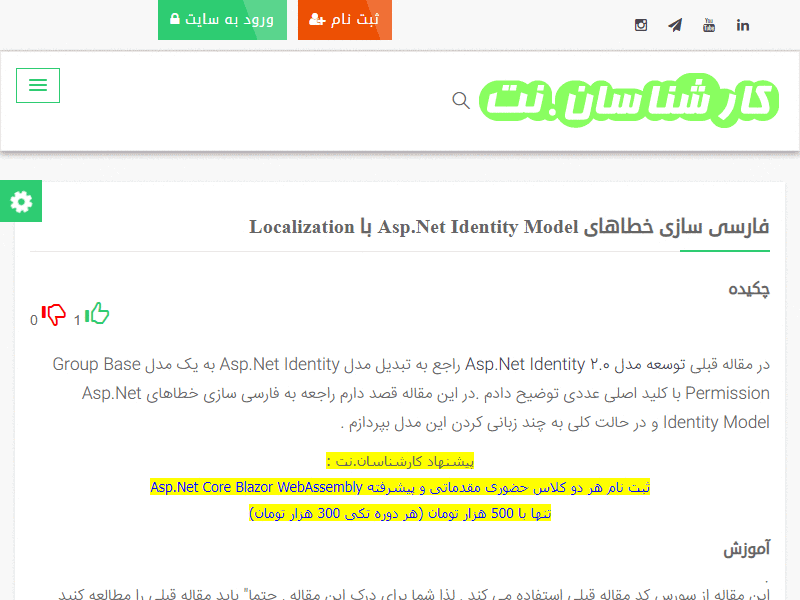 ثبت نام
ورود به سایت
کارشناسان.نت
فارسی سازی خطاهای Asp.Net Identity Model با Localization
چکیده
1
0
در مقاله قبلی توسعه مدل Asp.Net Identity ۲.۰ راجع به تبدیل مدل Asp.Net Identity به یک مدل Group Base
Permission با کلید اصلی عددی توضیح دادم .در این مقاله قصد دارم راجعه به فارسی سازی خطاهای Asp.Net
Identity Model و در حالت کلی به چند زبانی کردن این مدل بپردازم .
پیشنهاد کارشناسان.نت :
ثبت نام هر دو کلاس حضوری مقدماتی و پیشرفته Asp.Net Core Blazor WebAssembly
تنها با 500 هزار تومان (هر دوره تکی 300 هزار تومان)
آموزش
.
این مقاله از سورس کد مقاله قبلی استفاده می کند . لذا شما برای درک این مقاله , حتما" باید مقاله قبلی را مطالعه کنید